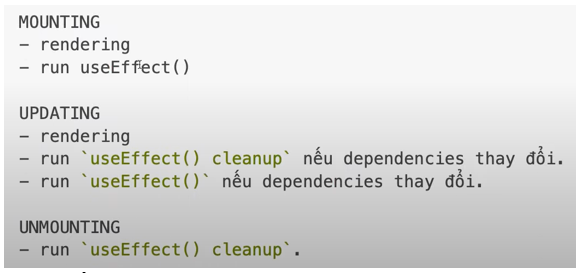 MOUNTING
- rendering
- run useEffect()
UPDATING
- rendering
- run `useEffect() cleanup` nếu dependencies thay đổi.
- run `useEffect()` nếu dependencies thay đổi.
UNMOUNTING
- run `useEffect() cleanup`.